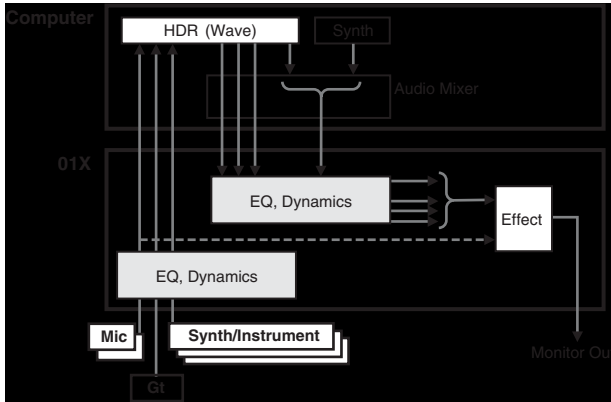 Computer
HDR (Wave)
Synth
Audio Mixer
01X
EQ, Dynamics
Effect
EQ, Dynamics
Mic
Synth/Instrument
Monitor Ou
Gt